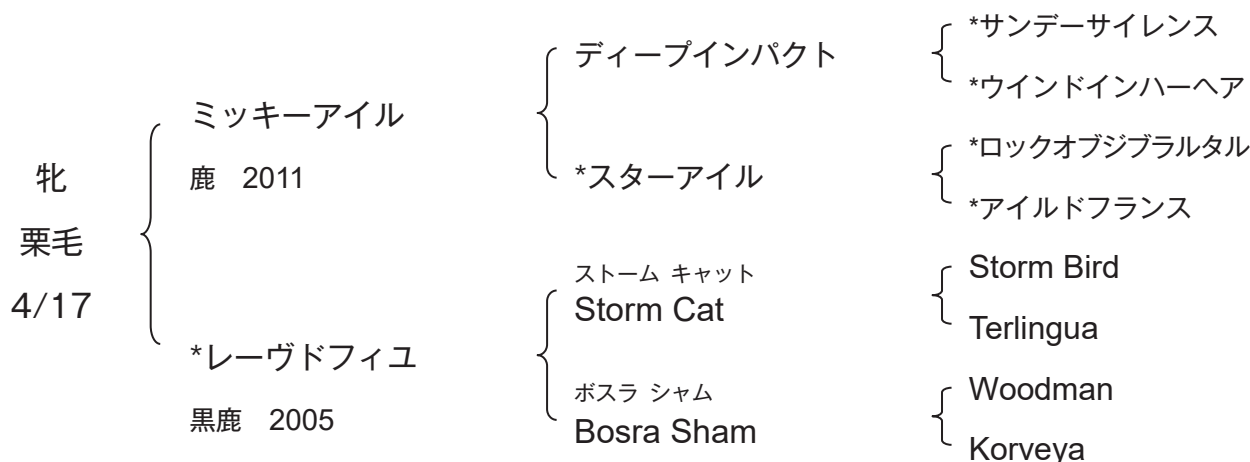 牝
栗毛
4/17
ミッキーアイル
鹿 2011
*レーヴドフィユ
黒鹿 2005
ディープインパクト
*スターアイル
ストーム キャット
Storm Cat
ボスラ シャム
Bosra Sham
*サンデーサイレンス
*ウインドインハーヘア
*ロックオブジブラルタル
*アイルドフランス
Storm Bird
Terlingua
Woodman
Korveya